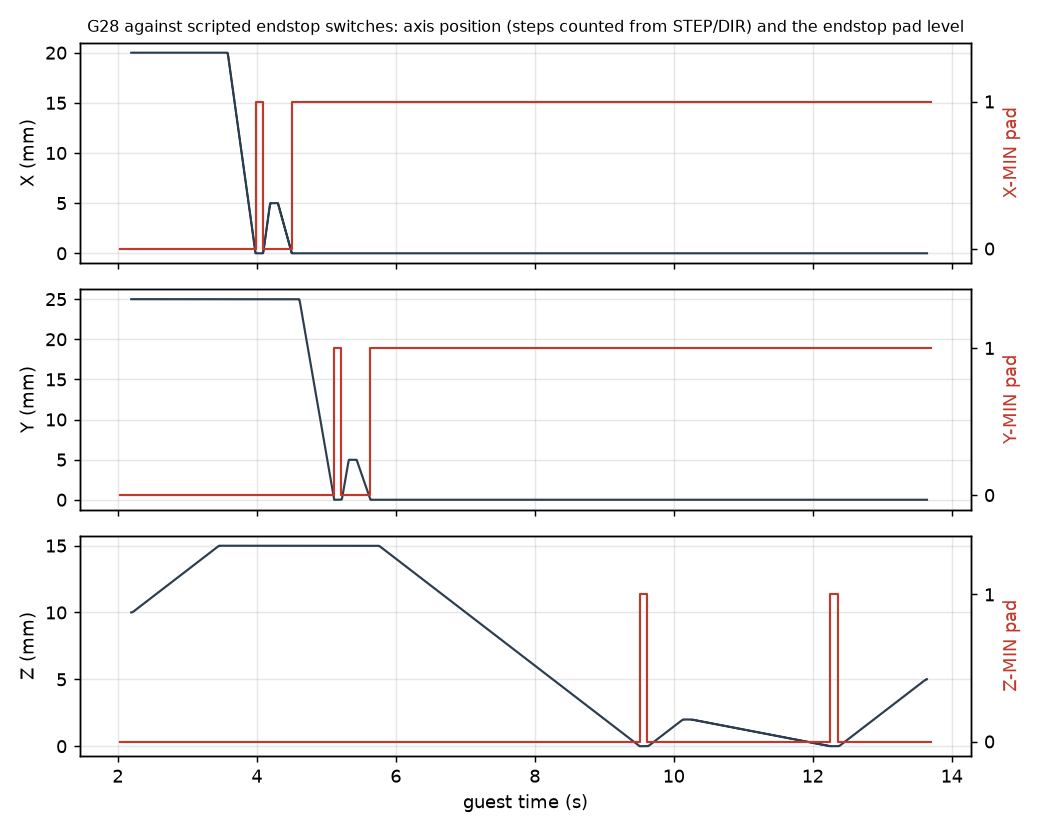 G28 against scripted endstop switches: axis position (steps counted from STEP/DIR) and the endstop pad level
X (mm)
20
15
10
5
0
1
0
X-MIN pad
Y (mm)
25
20
15
10
5
0
1
0
Y-MIN pad
Z (mm)
15
10
5
0
1
0
Z-MIN pad
2 4 6 8 10 12 14
guest time (s)